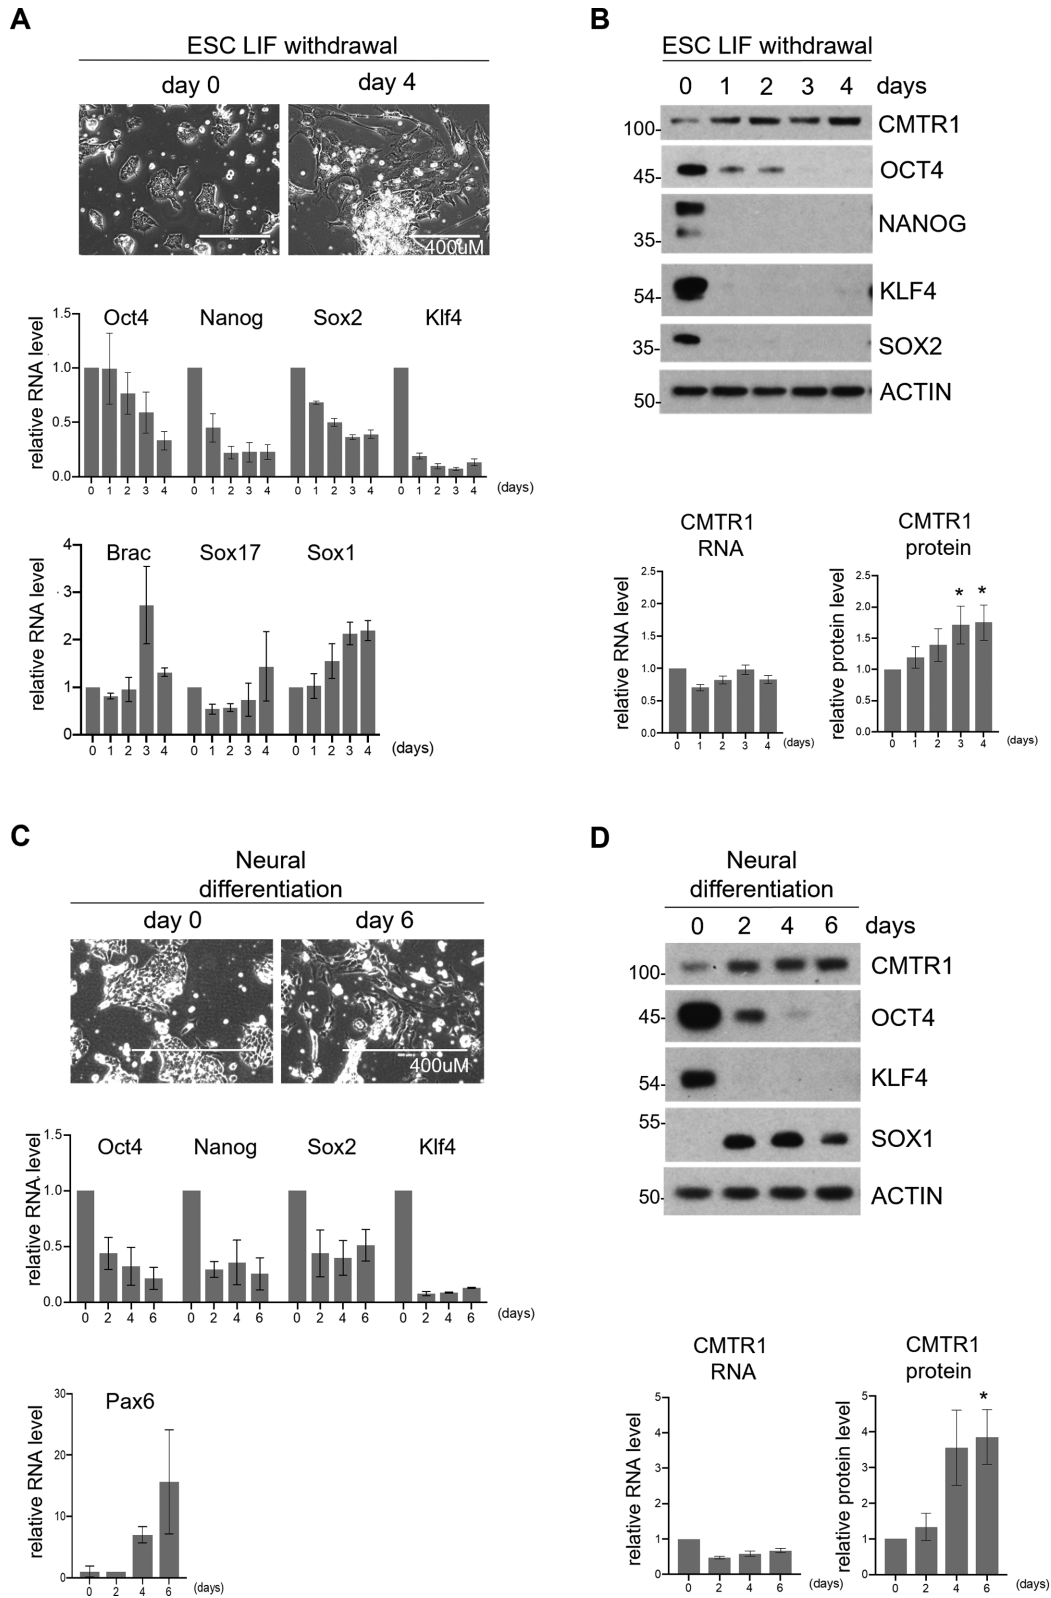 A
ESC LIF withdrawal
day 0
day 4
400uM
relative RNA level
1.5
1.0
0.5
0.0
Oct4
Nanog
Sox2
Klf4
0 1 2 3 4
0 1 2 3 4
0 1 2 3 4
0 1 2 3 4
(days)
relative RNA level
4
3
2
1
0
Brac
Sox17
Sox1
0 1 2 3 4
0 1 2 3 4
0 1 2 3 4
(days)
B
ESC LIF withdrawal
0 1 2 3 4 days
100-
CMTR1
45-
OCT4
35-
NANOG
54-
KLF4
35-
SOX2
50-
ACTIN
CMTR1
RNA
relative RNA level
2.5
2.0
1.5
1.0
0.5
0.0
0 1 2 3 4 (days)
CMTR1
protein
relative protein level
2.5
2.0
1.5
1.0
0.5
0.0
* *
0 1 2 3 4 (days)
C
Neural
differentiation
day 0
day 6
400uM
relative RNA level
1.5
1.0
0.5
0.0
Oct4
Nanog
Sox2
Klf4
0 2 4 6
0 2 4 6
0 2 4 6
0 2 4 6
(days)
relative RNA level
30
20
10
0
Pax6
0 2 4 6 (days)
D
Neural
differentiation
0 2 4 6 days
100-
CMTR1
45-
OCT4
54-
KLF4
55-
SOX1
50-
ACTIN
CMTR1
RNA
relative RNA level
5
4
3
2
1
0
0 2 4 6 (days)
CMTR1
protein
relative protein level
5
4
3
2
1
0
*
0 2 4 6 (days)